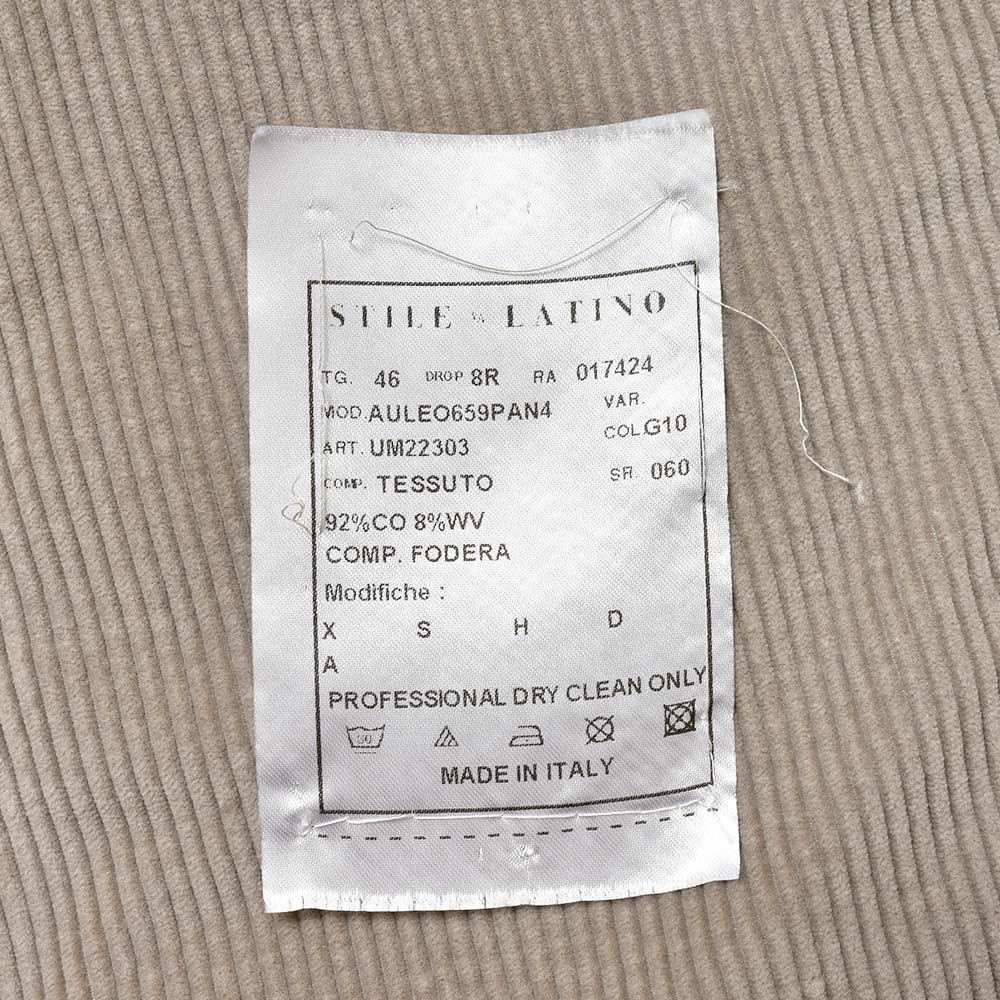 STILE LATINO
TG. 46 DROP 8R RA 017424
MOD. AULEO659PAN4 VAR.
ART. UM22303 COL G10
COMP. TESSUTO SR. 060
92%CO 8%WV
COMP. FODERA
Modifiche :
X S H D
A
PROFESSIONAL DRY CLEAN ONLY
30
MADE IN ITALY